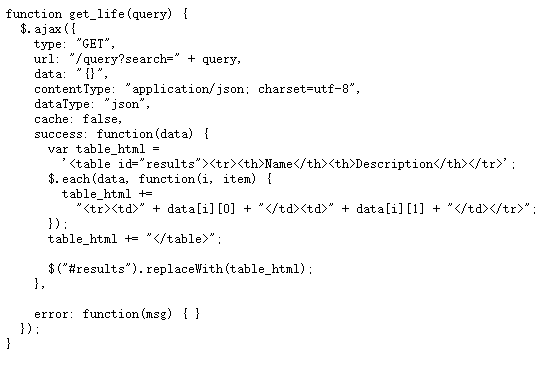 function get_life(query) {
  $.ajax({
    type: "GET",
    url: "/query?search=" + query,
    data: "{}",
    contentType: "application/json; charset=utf-8",
    dataType: "json",
    cache: false,
    success: function(data) {
      var table_html =
        '<table id="results"><tr><th>Name</th><th>Description</th></tr>';
      $.each(data, function(i, item) {
        table_html +=
          "<tr><td>" + data[i][0] + "</td><td>" + data[i][1] + "</td></tr>";
      });
      table_html += "</table>";

      $("#results").replaceWith(table_html);
    },

    error: function(msg) { }
  });
}